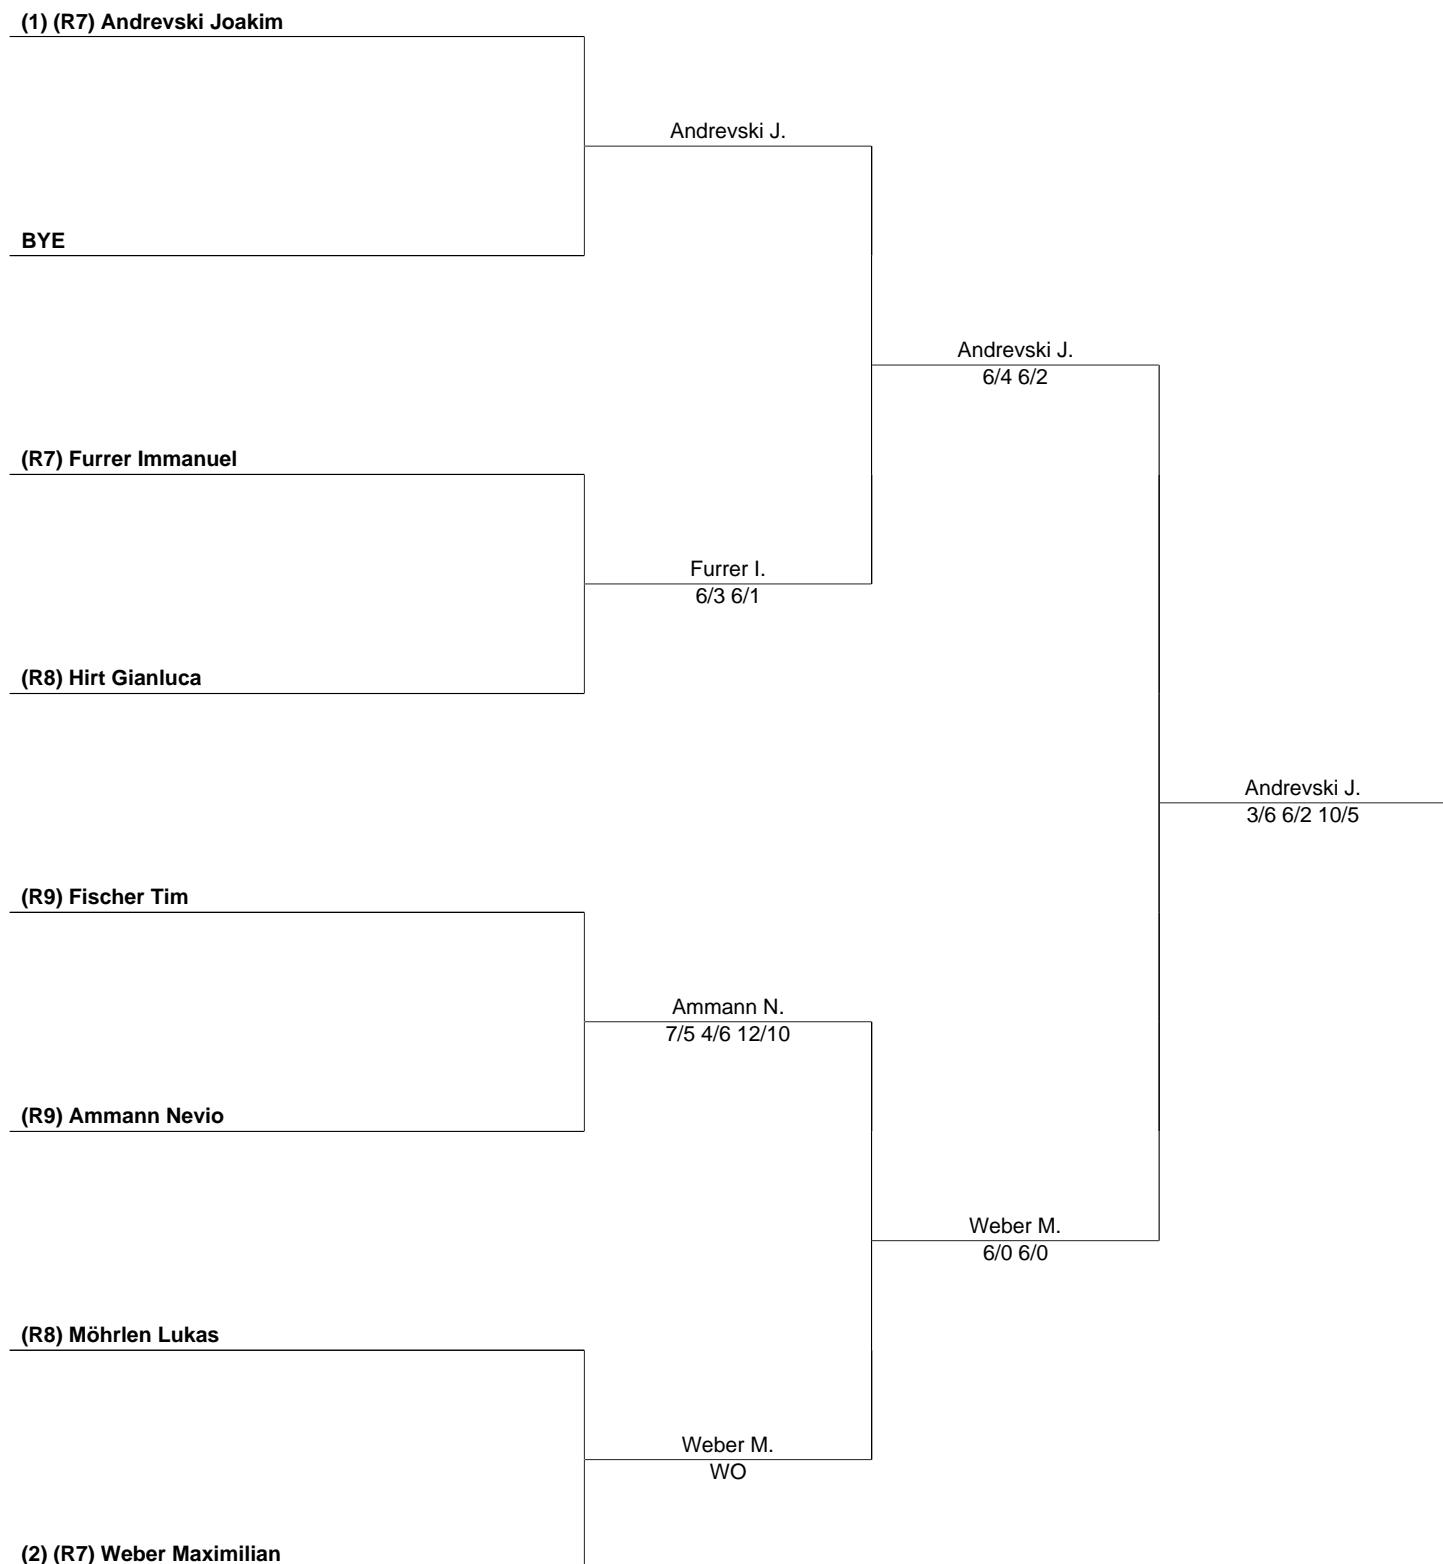 (1) (R7) Andrevski Joakim
Andrevski J.
BYE
Andrevski J.
6/4 6/2
(R7) Furrer Immanuel
Furrer I.
6/3 6/1
(R8) Hirt Gianluca
Andrevski J.
3/6 6/2 10/5
(R9) Fischer Tim
Ammann N.
7/5 4/6 12/10
(R9) Ammann Nevio
Weber M.
6/0 6/0
(R8) Möhrlen Lukas
Weber M.
WO
(2) (R7) Weber Maximilian